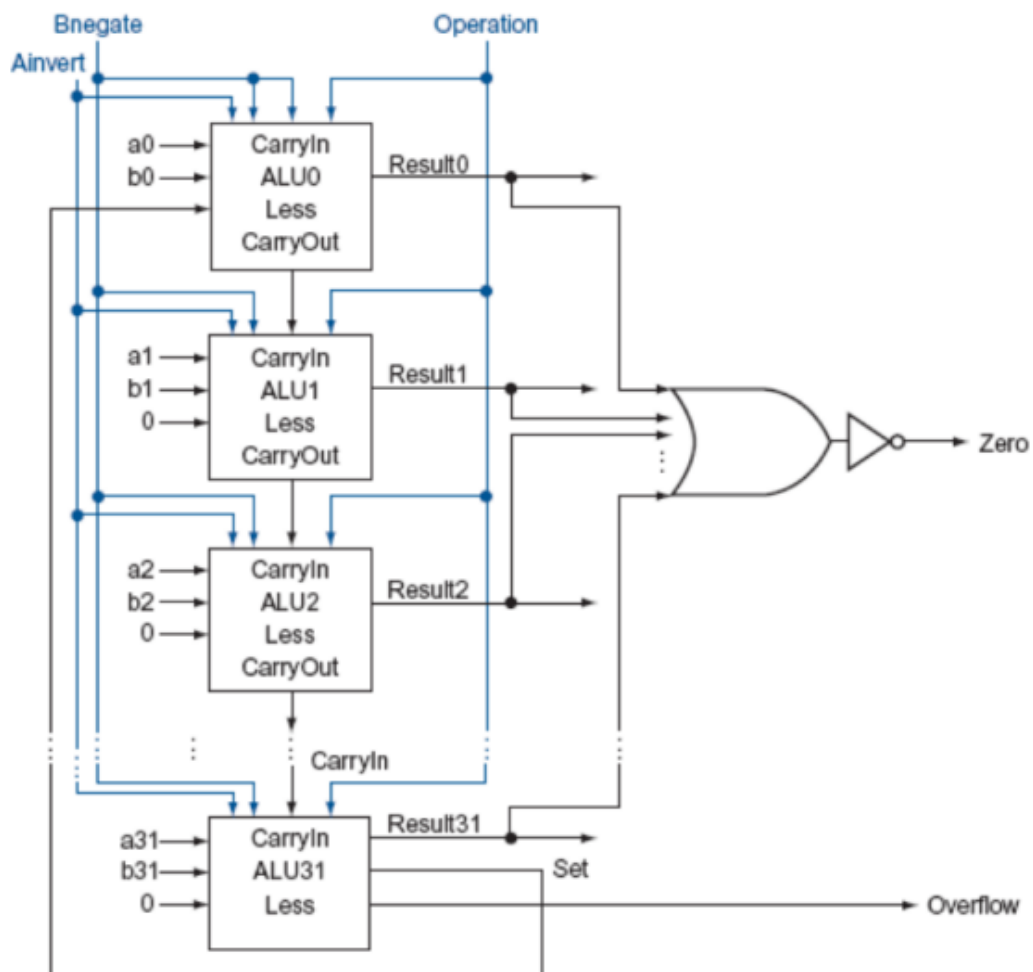 Bnegate
Operation
Ainvert
a0
b0
CarryIn
ALU0
Less
CarryOut
Result0
a1
b1
0
CarryIn
ALU1
Less
CarryOut
Result1
a2
b2
0
CarryIn
ALU2
Less
CarryOut
Result2
Zero
CarryIn
a31
b31
0
CarryIn
ALU31
Less
Result31
Set
Overflow